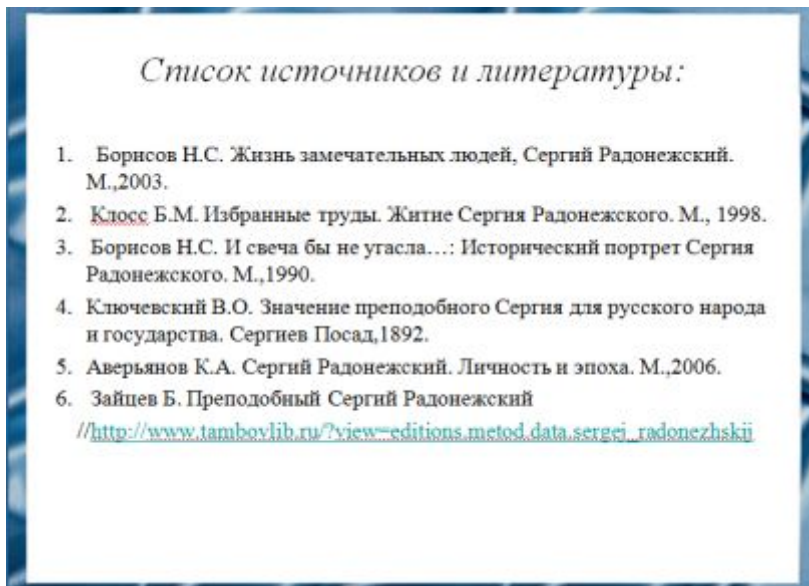 Список источников и литературы:
1. Борисов Н.С. Жизнь замечательных людей, Сергий Радонежский.
М.,2003.
2. Клосс Б.М. Избранные труды. Житие Сергия Радонежского. М., 1998.
3. Борисов Н.С. И свеча бы не угасла…: Исторический портрет Сергия
Радонежского. М.,1990.
4. Ключевский В.О. Значение преподобного Сергия для русского народа
и государства. Сергиев Посад,1892.
5. Аверьянов К.А. Сергий Радонежский. Личность и эпоха. М.,2006.
6. Зайцев Б. Преподобный Сергий Радонежский
//http://www.tambovlib.ru/?view=editions.metod.data.sergej_radonezhskij